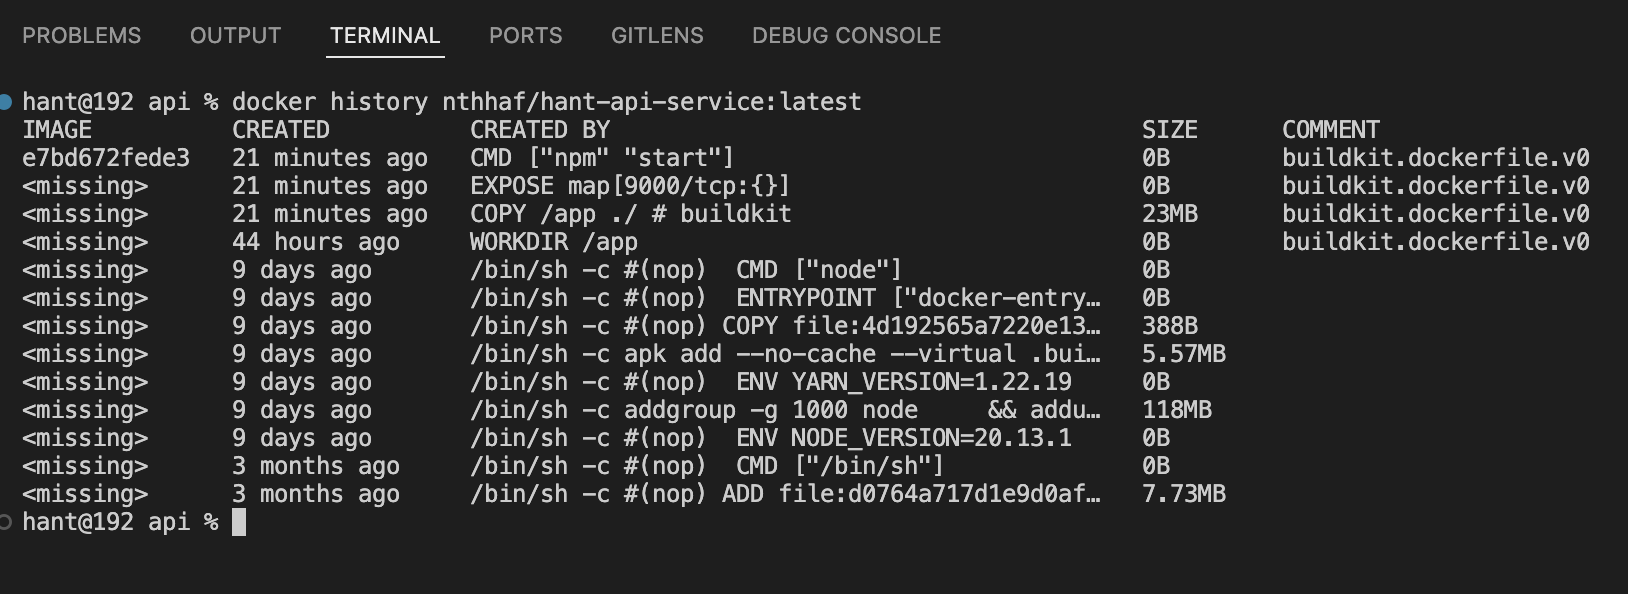 PROBLEMS OUTPUT TERMINAL PORTS GITLENS DEBUG CONSOLE
hant@192 api % docker history nthhaf/hant-api-service:latest
IMAGE CREATED CREATED BY SIZE COMMENT
e7bd672fede3 21 minutes ago CMD ["npm" "start"] 0B buildkit.dockerfile.v0
<missing> 21 minutes ago EXPOSE map[9000/tcp:{}] 0B buildkit.dockerfile.v0
<missing> 21 minutes ago COPY /app ./ # buildkit 23MB buildkit.dockerfile.v0
<missing> 44 hours ago WORKDIR /app 0B buildkit.dockerfile.v0
<missing> 9 days ago /bin/sh -c #(nop)  CMD ["node"] 0B
<missing> 9 days ago /bin/sh -c #(nop)  ENTRYPOINT ["docker-entry… 0B
<missing> 9 days ago /bin/sh -c #(nop) COPY file:4d192565a7220e13… 388B
<missing> 9 days ago /bin/sh -c apk add --no-cache --virtual .bui… 5.57MB
<missing> 9 days ago /bin/sh -c #(nop)  ENV YARN_VERSION=1.22.19 0B
<missing> 9 days ago /bin/sh -c addgroup -g 1000 node     && addu… 118MB
<missing> 9 days ago /bin/sh -c #(nop)  ENV NODE_VERSION=20.13.1 0B
<missing> 3 months ago /bin/sh -c #(nop)  CMD ["/bin/sh"] 0B
<missing> 3 months ago /bin/sh -c #(nop) ADD file:d0764a717d1e9d0af… 7.73MB
hant@192 api %